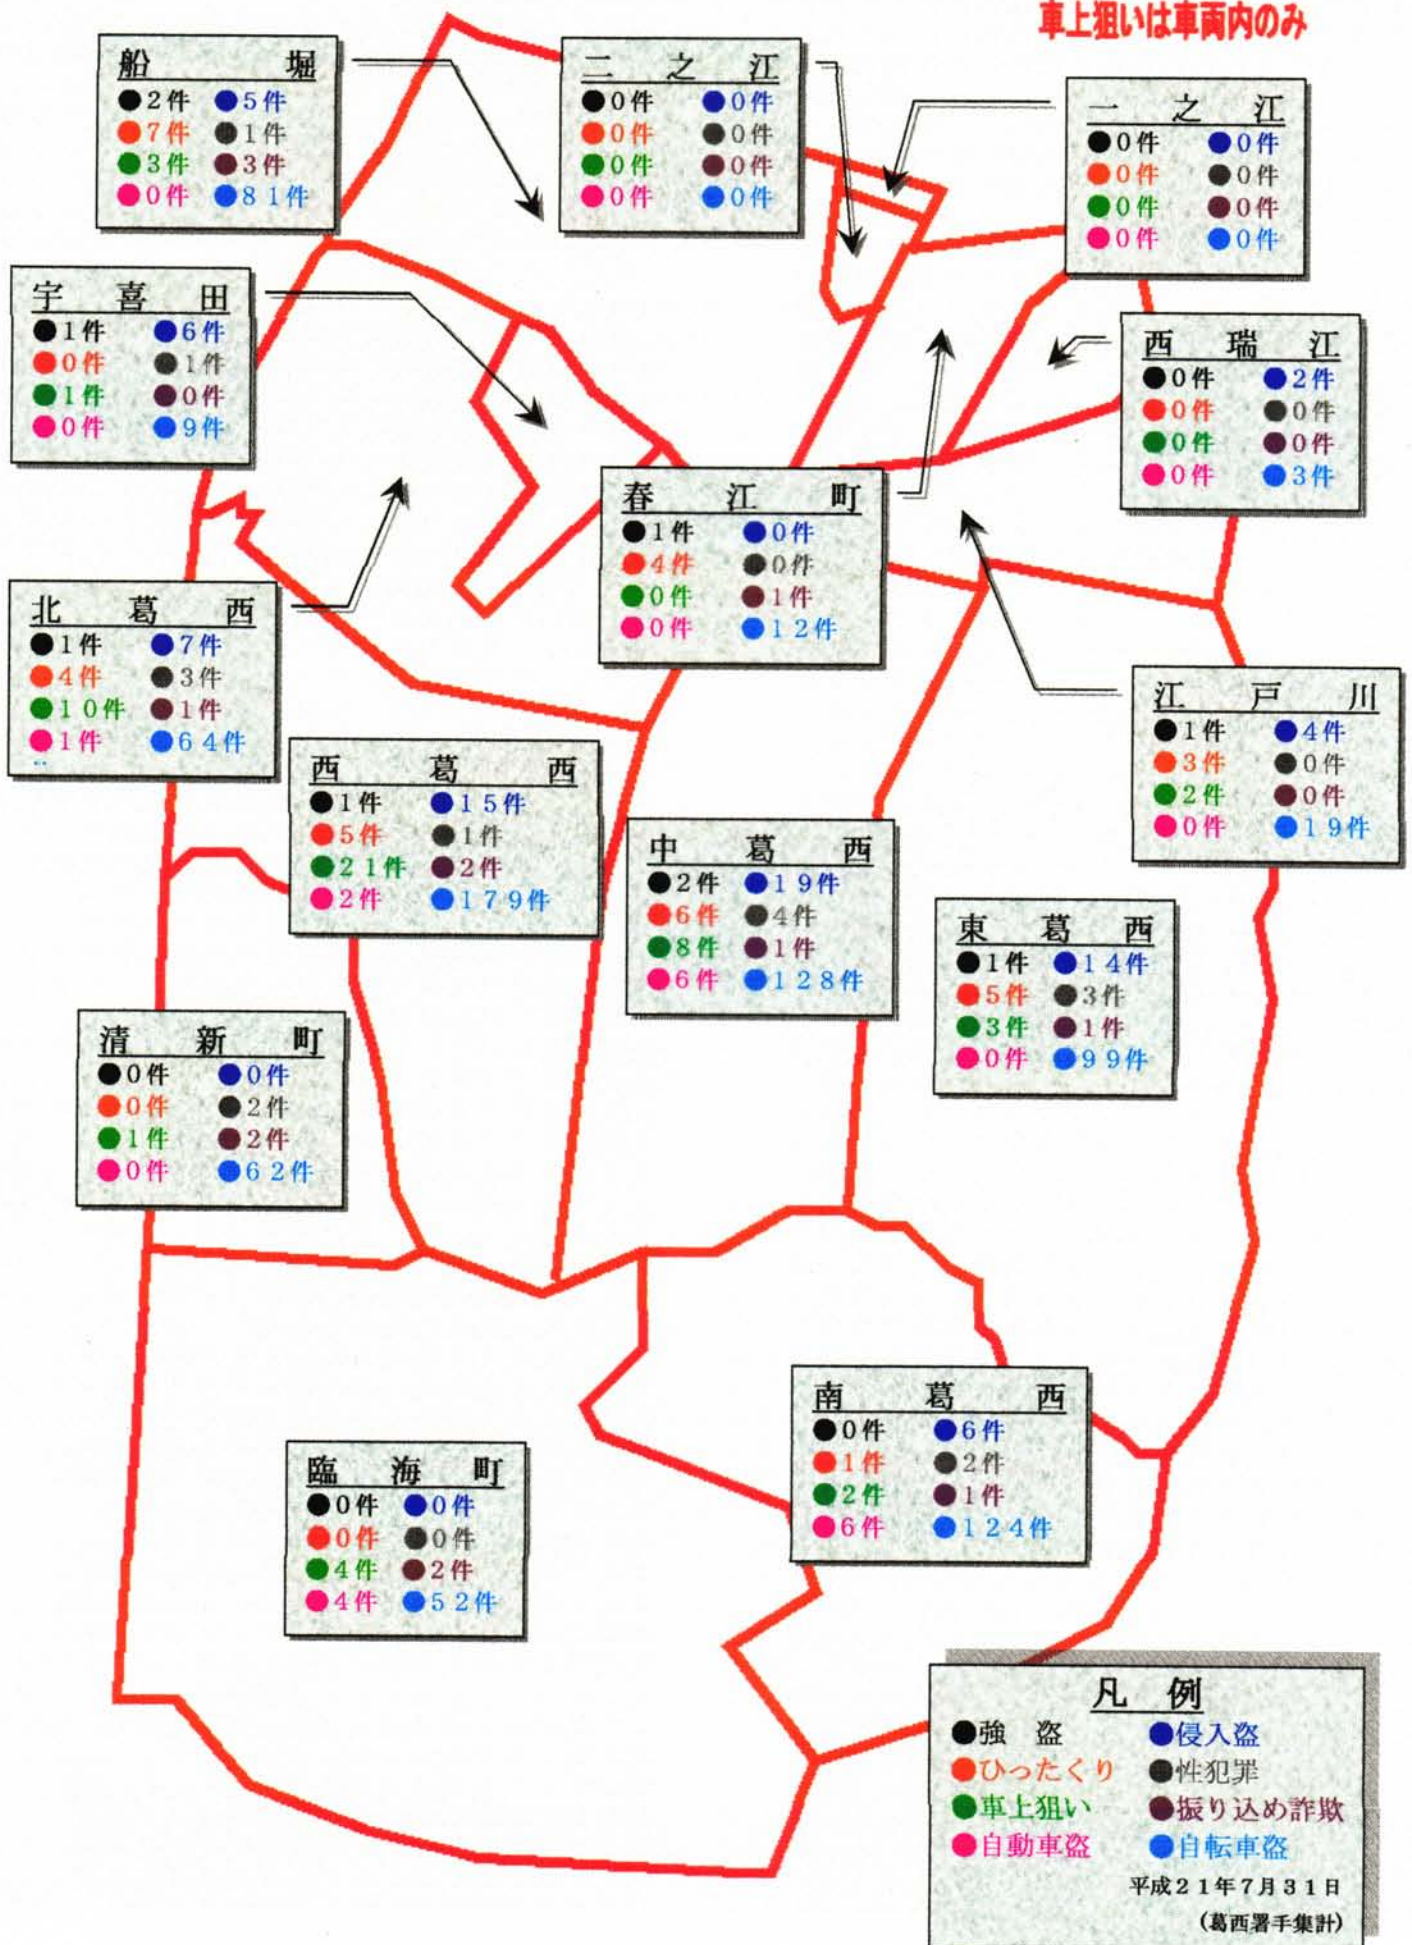 車上狙いは車両内のみ
船堀
●2件 ●5件
●7件 ●1件
●3件 ●3件
●0件 ●81件
二之江
●0件 ●0件
●0件 ●0件
●0件 ●0件
●0件 ●0件
一之江
●0件 ●0件
●0件 ●0件
●0件 ●0件
●0件 ●0件
宇喜田
●1件 ●6件
●0件 ●1件
●1件 ●0件
●0件 ●9件
西瑞江
●0件 ●2件
●0件 ●0件
●0件 ●0件
●0件 ●3件
春江町
●1件 ●0件
●4件 ●0件
●0件 ●1件
●0件 ●12件
北葛西
●1件 ●7件
●4件 ●3件
●10件 ●1件
●1件 ●64件
江戸川
●1件 ●4件
●3件 ●0件
●2件 ●0件
●0件 ●19件
西葛西
●1件 ●15件
●5件 ●1件
●21件 ●2件
●2件 ●179件
中葛西
●2件 ●19件
●6件 ●4件
●8件 ●1件
●6件 ●128件
東葛西
●1件 ●14件
●5件 ●3件
●3件 ●1件
●0件 ●99件
清新町
●0件 ●0件
●0件 ●2件
●1件 ●2件
●0件 ●62件
南葛西
●0件 ●6件
●1件 ●2件
●2件 ●1件
●6件 ●124件
臨海町
●0件 ●0件
●0件 ●0件
●4件 ●2件
●4件 ●52件
凡例
●強盗 ●侵入盗
●ひったくり ●性犯罪
●車上狙い ●振り込め詐欺
●自動車盗 ●自転車盗
平成21年7月31日
(葛西署手集計)